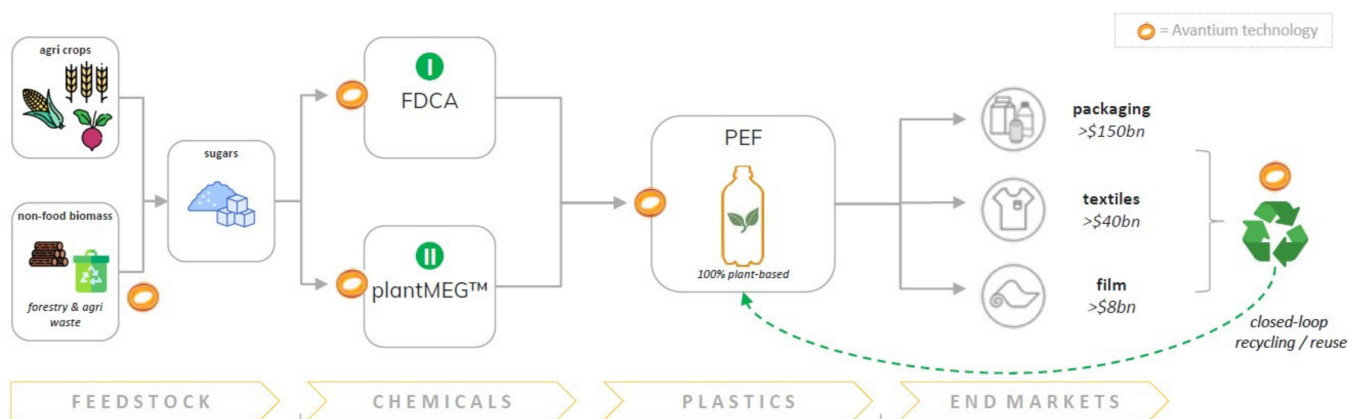 = Avantium technology
agri crops
non-food biomass
forestry & agri
waste
sugars
I
FDCA
II
plantMEG™
PEF
100% plant-based
packaging
>$150bn
textiles
>$40bn
film
>$8bn
closed-loop
recycling / reuse
FEEDSTOCK
CHEMICALS
PLASTICS
END MARKETS